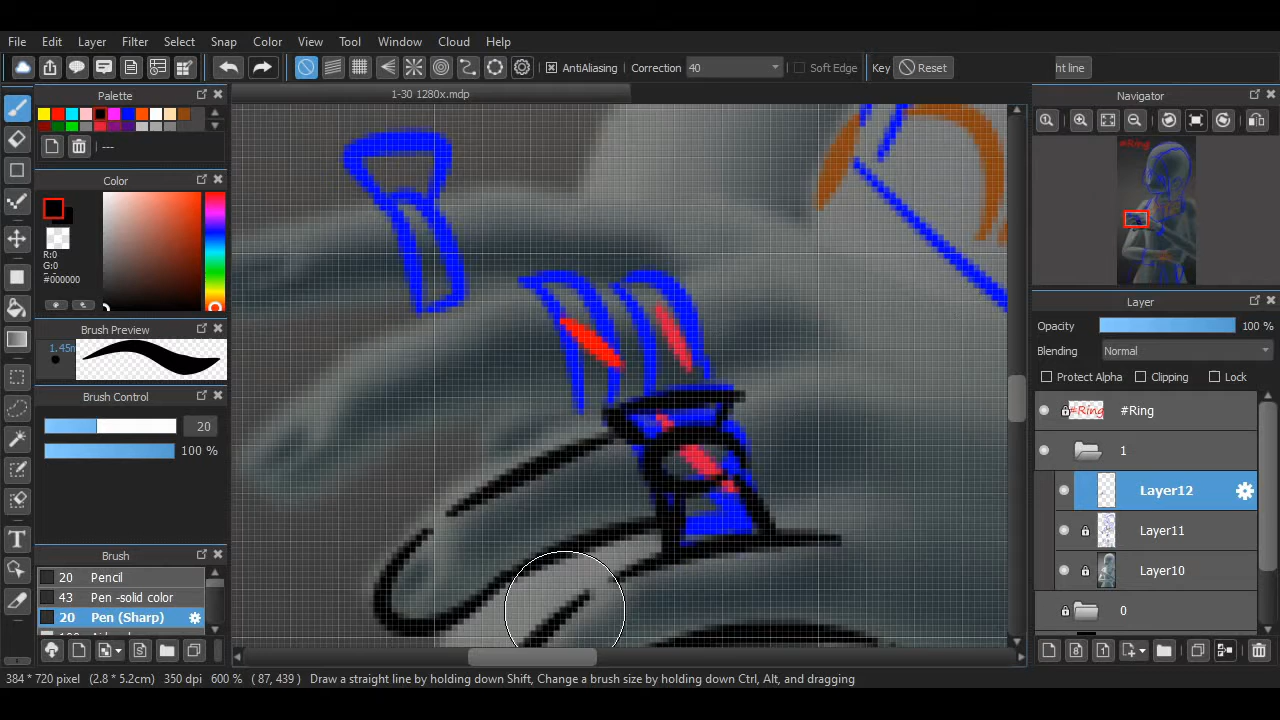 File Edit Layer Filter Select Snap Color View Tool Window Cloud Help
AntiAliasing Correction 40 Soft Edge Key Reset ht line
Palette
---
1-30 1280x.mdp
Navigator
#Ring
Color
R:0
G:0
#000000
Brush Preview
Brush Control
20
100 %
Brush
20 Pencil
43 Pen -solid color
20 Pen (Sharp)
Layer
Opacity 100 %
Blending Normal
Protect Alpha Clipping Lock
#Ring #Ring
1
Layer12
Layer11
Layer10
0
384 * 720 pixel (2.8 * 5.2cm) 350 dpi 600 % ( 87, 439 ) Draw a straight line by holding down Shift, Change a brush size by holding down Ctrl, Alt, and dragging